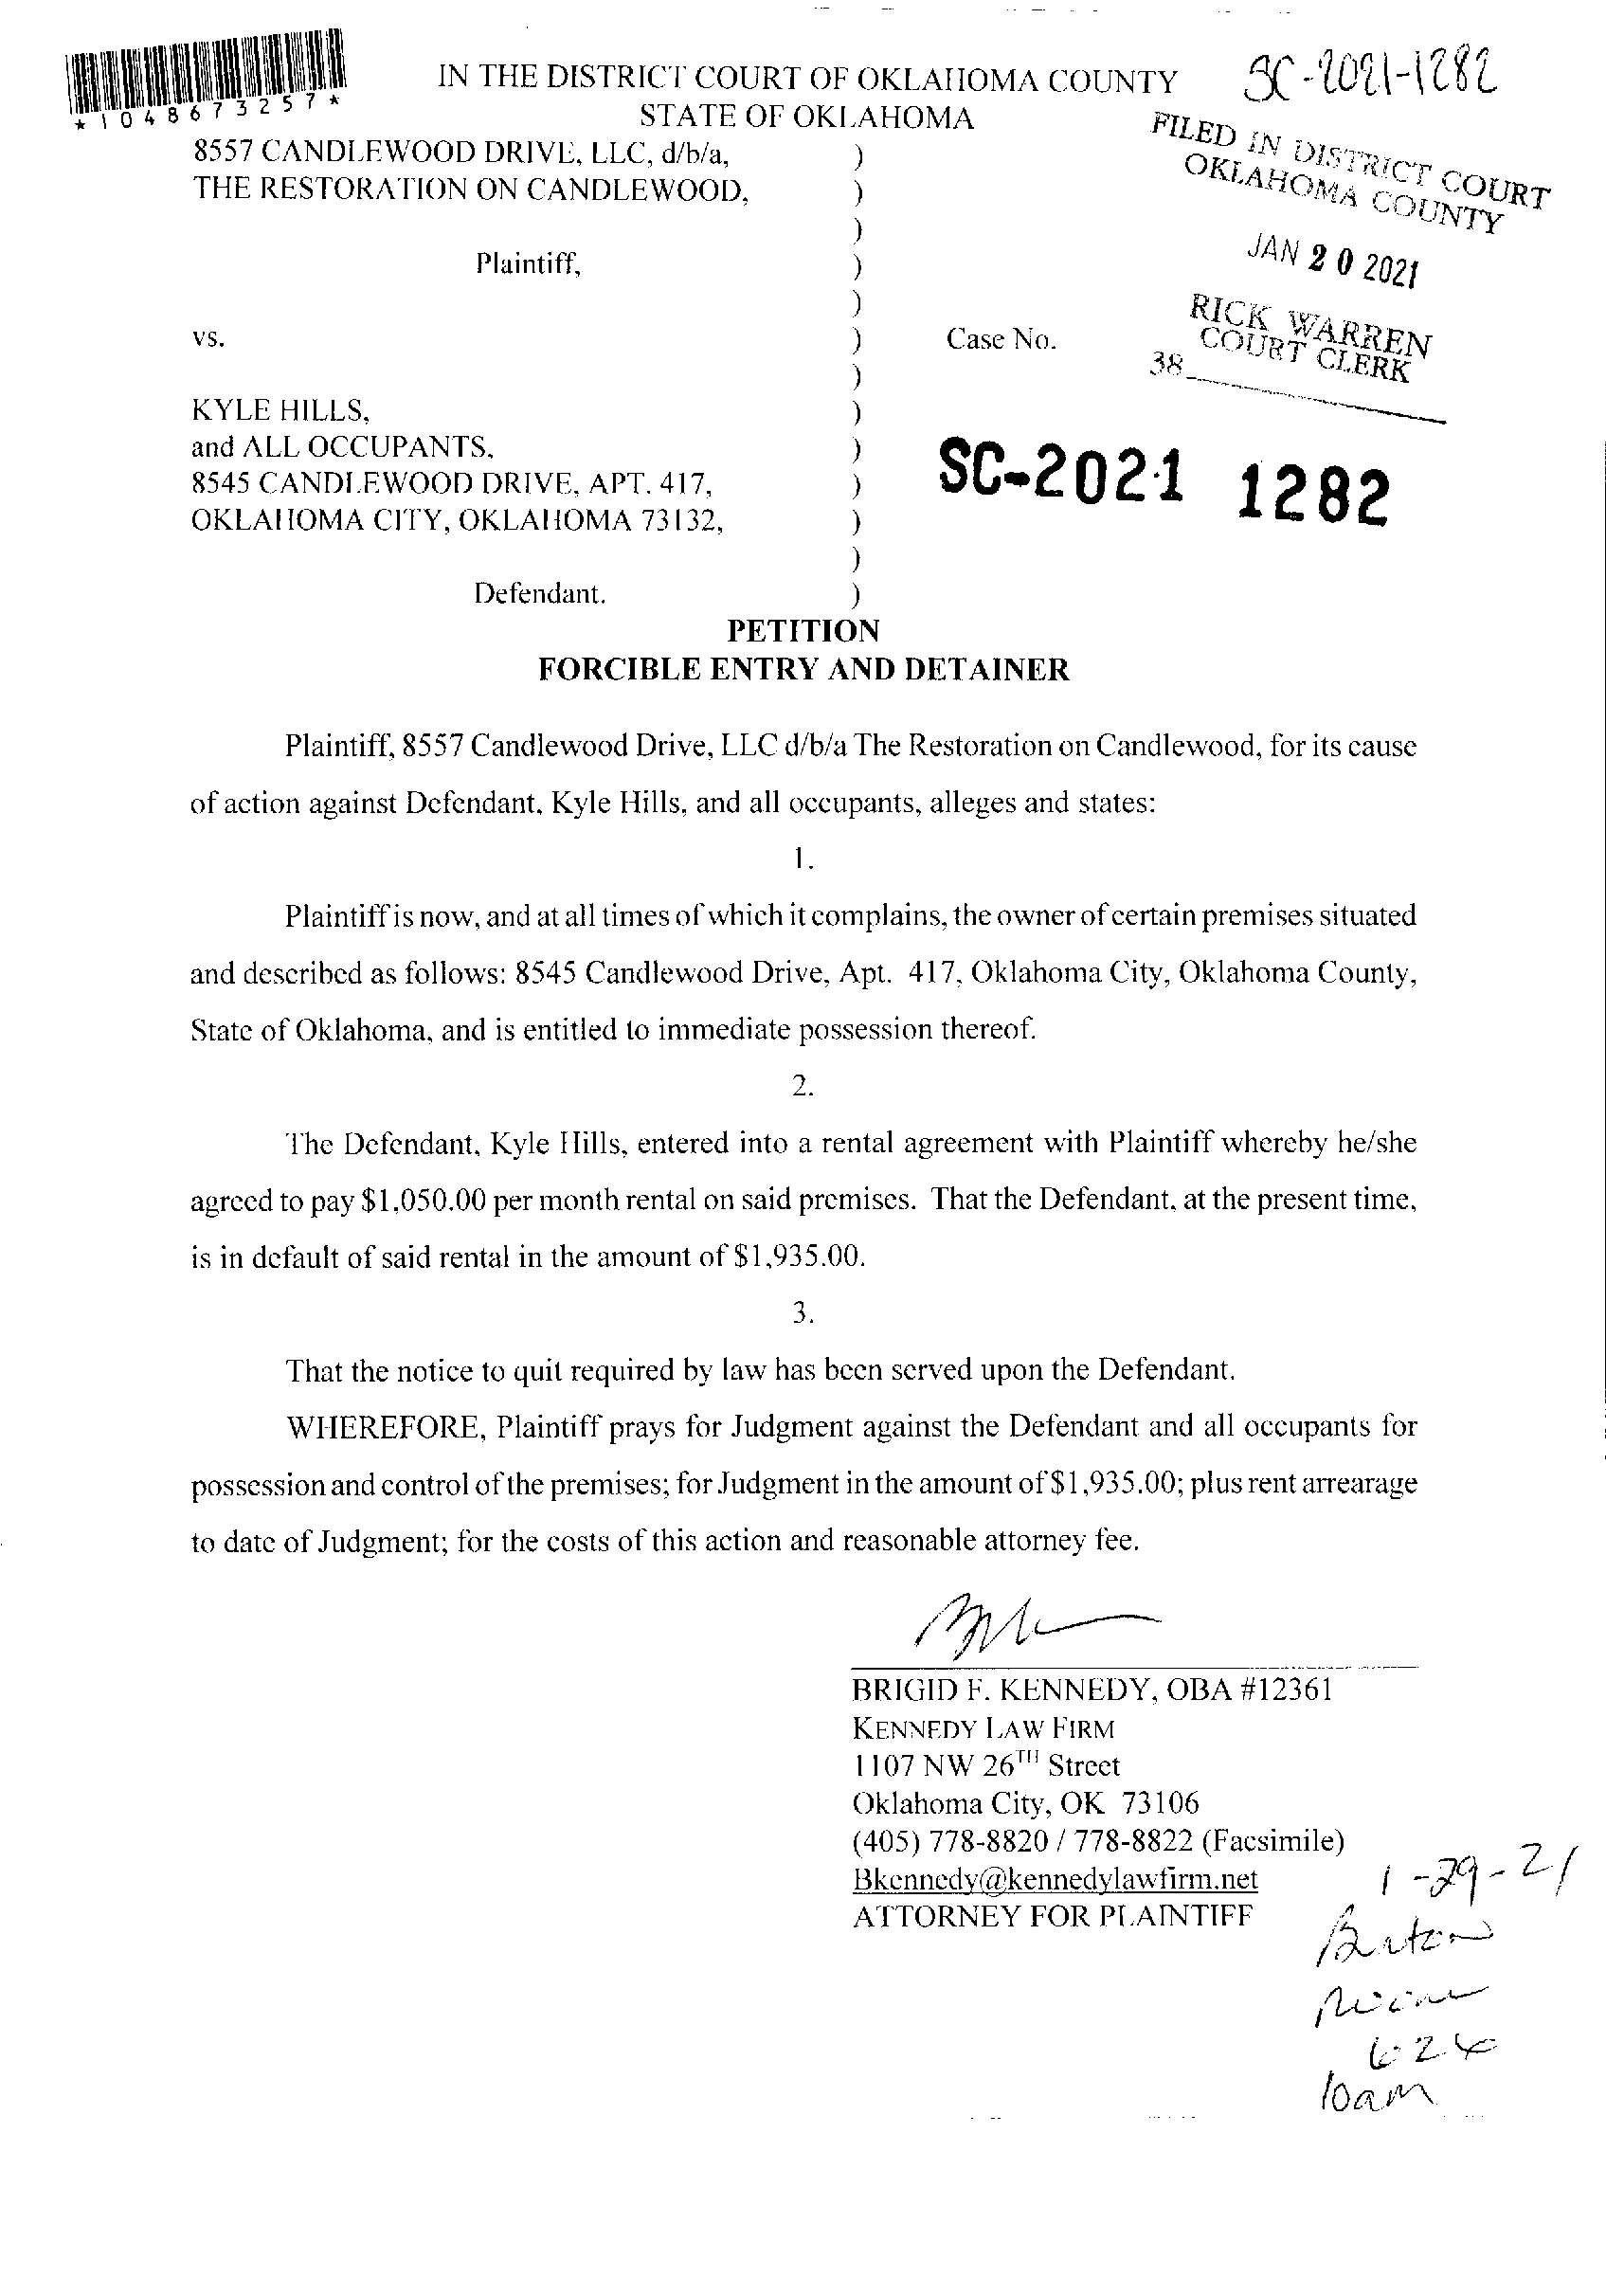 IN THE DISTRICT COURT OF OKLAHOMA COUNTY
STATE OF OKLAHOMA
SC-2021-1282
*1048673257*
FILED IN DISTRICT COURT
OKLAHOMA COUNTY
JAN 20 2021
RICK WARREN
COURT CLERK
38
8557 CANDLEWOOD DRIVE, LLC, d/b/a, )
THE RESTORATION ON CANDLEWOOD, )
)
Plaintiff, )
)
vs. ) Case No.
)
KYLE HILLS, )
and ALL OCCUPANTS, )
8545 CANDLEWOOD DRIVE, APT. 417, )
OKLAHOMA CITY, OKLAHOMA 73132, )
)
Defendant. )
SC-2021 1282
PETITION
FORCIBLE ENTRY AND DETAINER
Plaintiff, 8557 Candlewood Drive, LLC d/b/a The Restoration on Candlewood, for its cause
of action against Defendant, Kyle Hills, and all occupants, alleges and states:
1.
Plaintiff is now, and at all times of which it complains, the owner of certain premises situated
and described as follows: 8545 Candlewood Drive, Apt. 417, Oklahoma City, Oklahoma County,
State of Oklahoma, and is entitled to immediate possession thereof.
2.
The Defendant, Kyle Hills, entered into a rental agreement with Plaintiff whereby he/she
agreed to pay $1,050.00 per month rental on said premises. That the Defendant, at the present time,
is in default of said rental in the amount of $1,935.00.
3.
That the notice to quit required by law has been served upon the Defendant.
WHEREFORE, Plaintiff prays for Judgment against the Defendant and all occupants for
possession and control of the premises; for Judgment in the amount of $1,935.00; plus rent arrearage
to date of Judgment; for the costs of this action and reasonable attorney fee.
BRIGID F. KENNEDY, OBA #12361
KENNEDY LAW FIRM
1107 NW 26TH Street
Oklahoma City, OK 73106
(405) 778-8820 / 778-8822 (Facsimile)
Bkennedy@kennedylawfirm.net
ATTORNEY FOR PLAINTIFF
1-29-21
10am